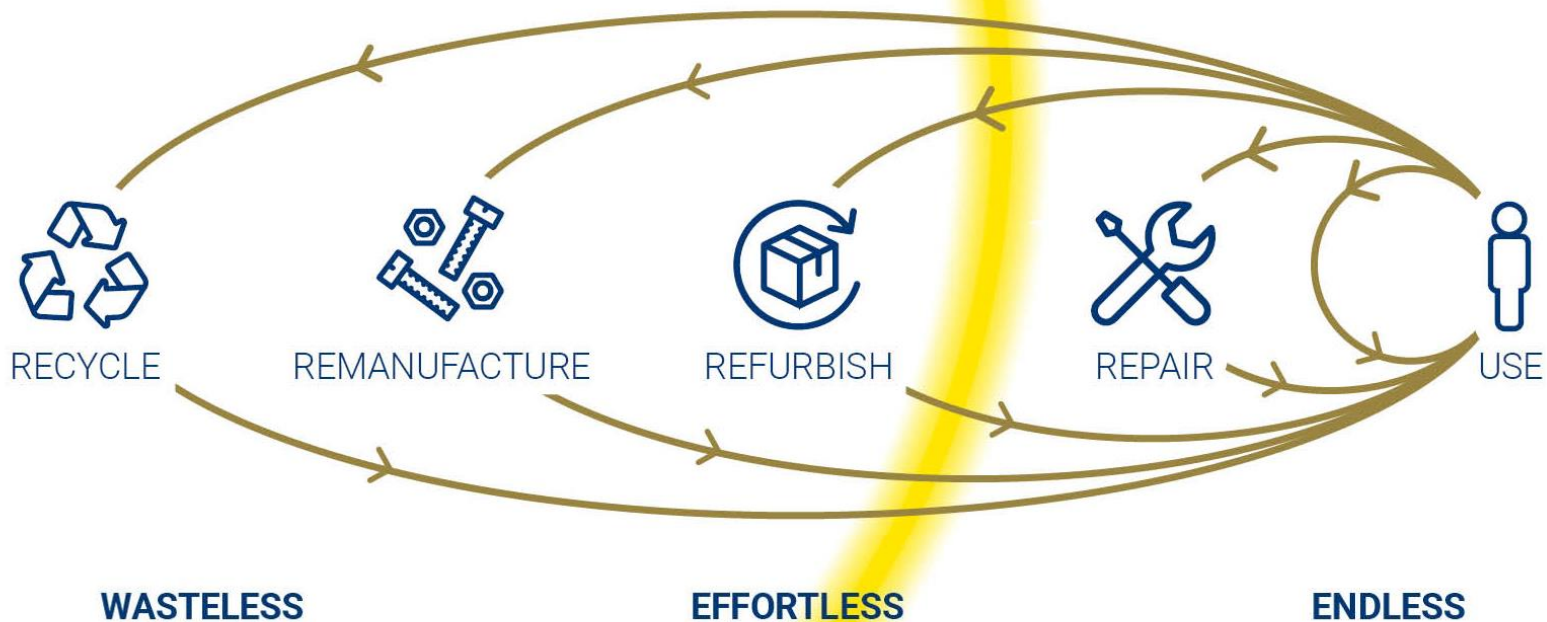 RECYCLE REMANUFACTURE REFURBISH REPAIR USE
WASTELESS EFFORTLESS ENDLESS